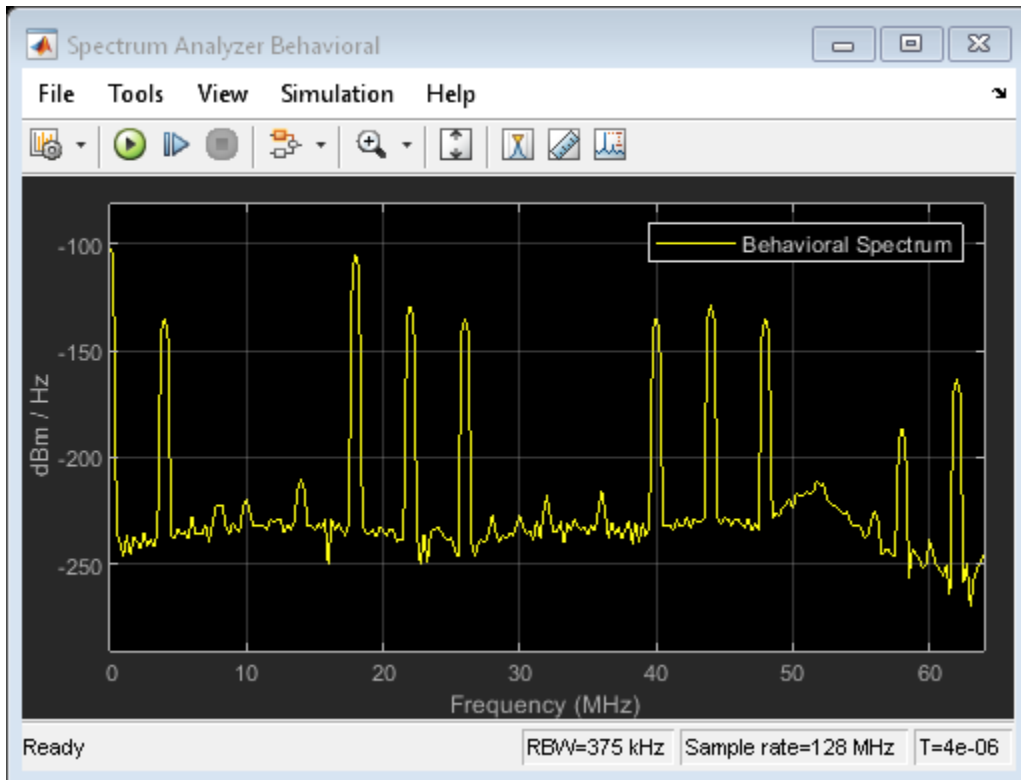 Spectrum Analyzer Behavioral
File Tools View Simulation Help
Behavioral Spectrum
-100
-150
-200
-250
dBm / Hz
0 10 20 30 40 50 60
Frequency (MHz)
Ready RBW=375 kHz Sample rate=128 MHz T=4e-06